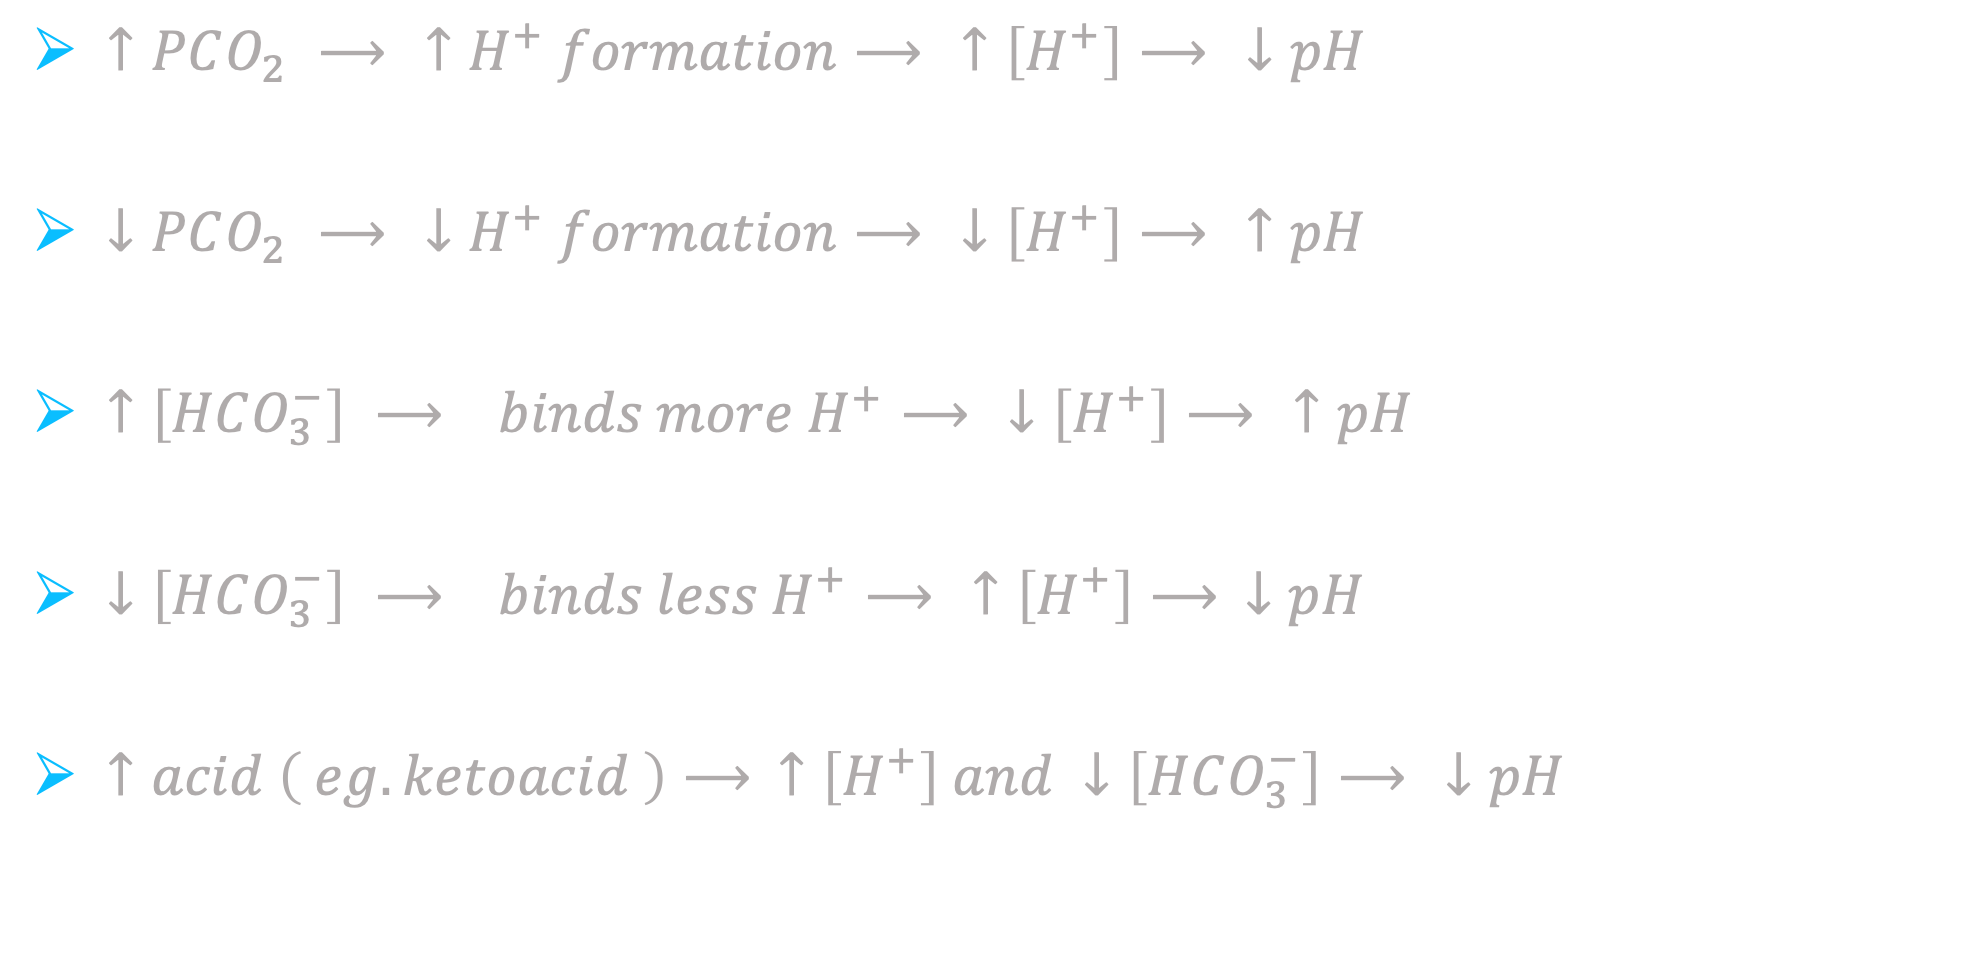 ➢ ↑ PCO₂ ⟶ ↑ H⁺ formation ⟶ ↑ [H⁺] ⟶ ↓ pH
➢ ↓ PCO₂ ⟶ ↓ H⁺ formation ⟶ ↓ [H⁺] ⟶ ↑ pH
➢ ↑ [HCO₃⁻] ⟶ binds more H⁺ ⟶ ↓ [H⁺] ⟶ ↑ pH
➢ ↓ [HCO₃⁻] ⟶ binds less H⁺ ⟶ ↑ [H⁺] ⟶ ↓ pH
➢ ↑ acid ( eg. ketoacid ) ⟶ ↑ [H⁺] and ↓ [HCO₃⁻] ⟶ ↓ pH